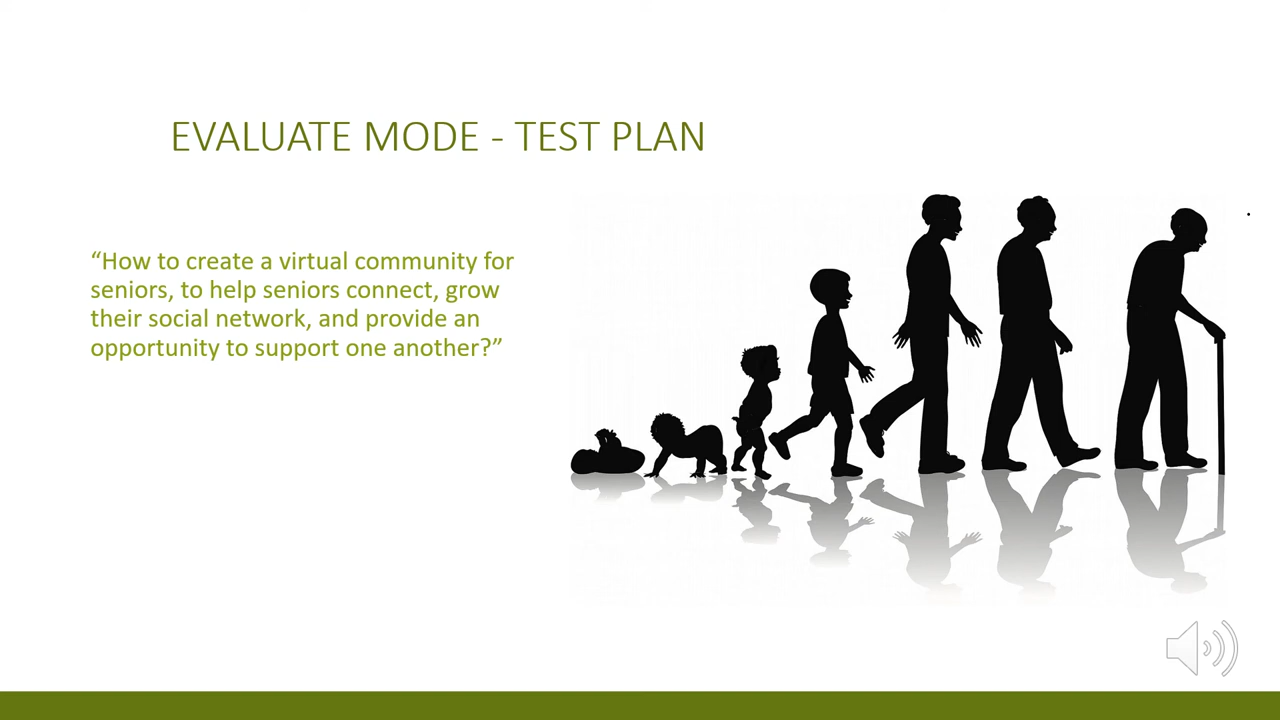 EVALUATE MODE - TEST PLAN
“How to create a virtual community for
seniors, to help seniors connect, grow
their social network, and provide an
opportunity to support one another?”